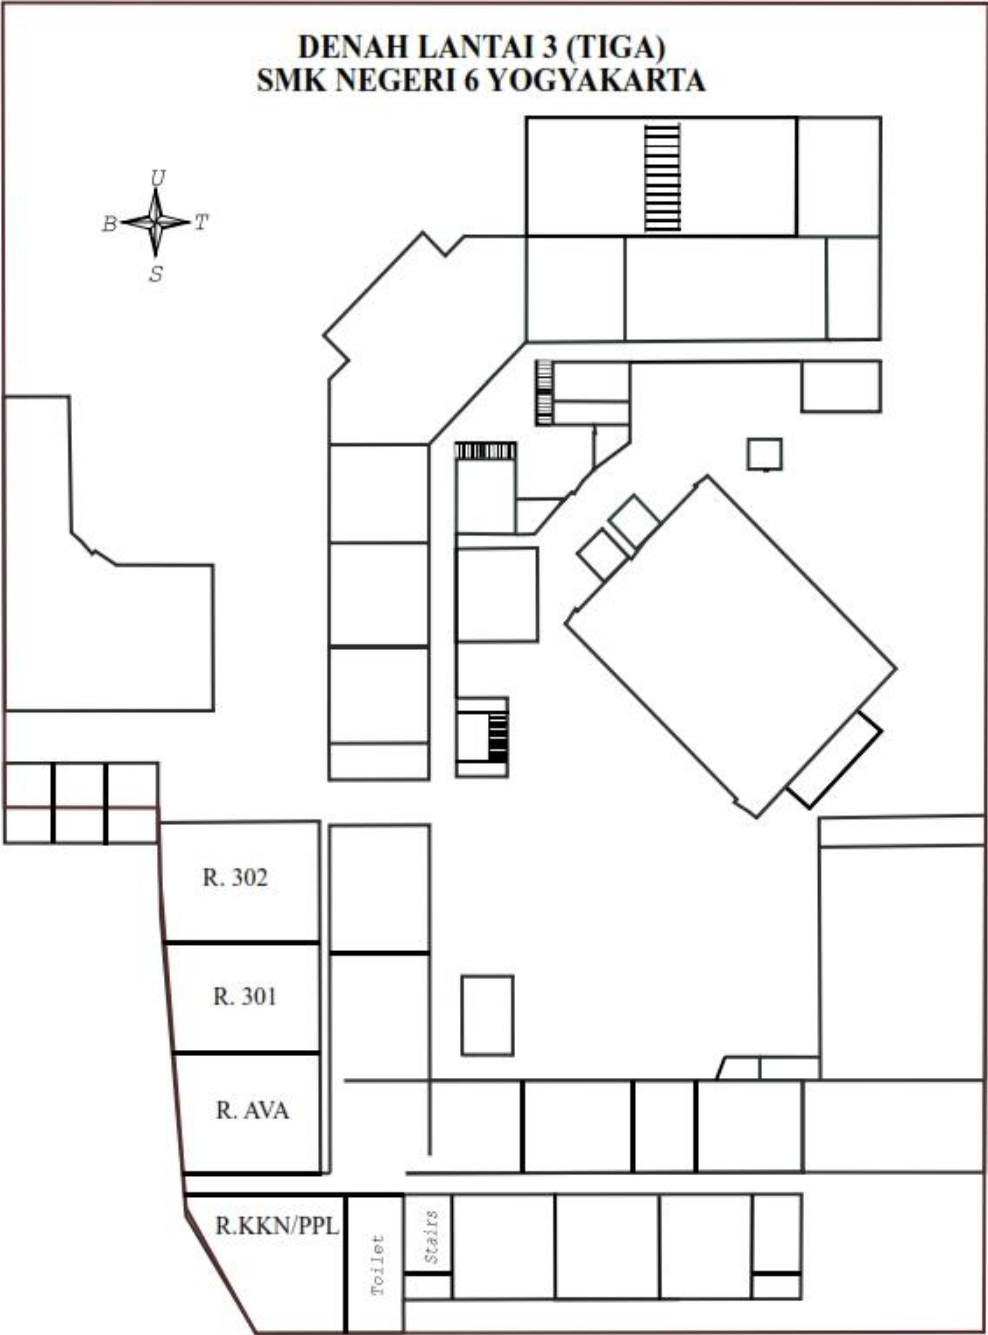 DENAH LANTAI 3 (TIGA)
SMK NEGERI 6 YOGYAKARTA
U
B T
S
R. 302
R. 301
R. AVA
R.KKN/PPL
Toilet
Stairs